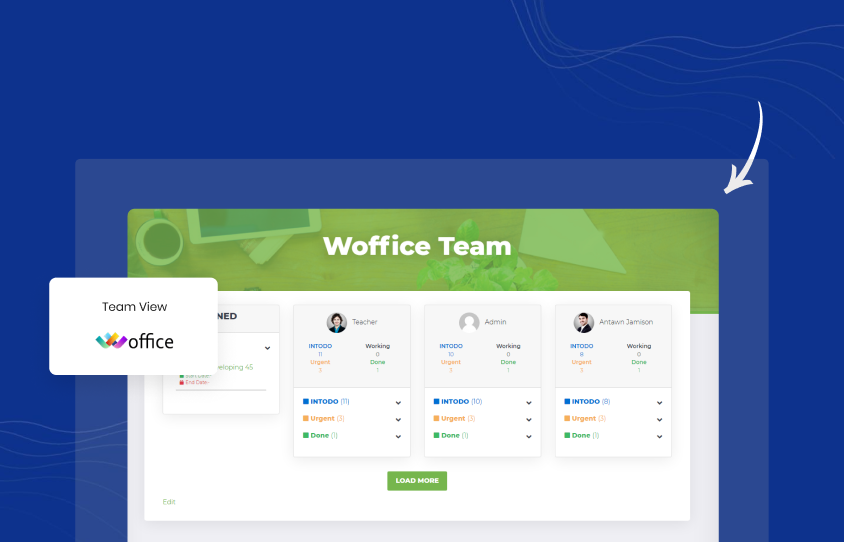 Woffice Team
Team View
office
NED
eloping 45
Start Date-
End Date-
Teacher
INTODO Working
11 0
Urgent Done
3 1
INTODO (11)
Urgent (3)
Done (1)
Admin
INTODO Working
10 0
Urgent Done
3 1
INTODO (10)
Urgent (3)
Done (1)
Antawn Jamison
INTODO Working
8 0
Urgent Done
3 1
INTODO (8)
Urgent (3)
Done (1)
LOAD MORE
Edit